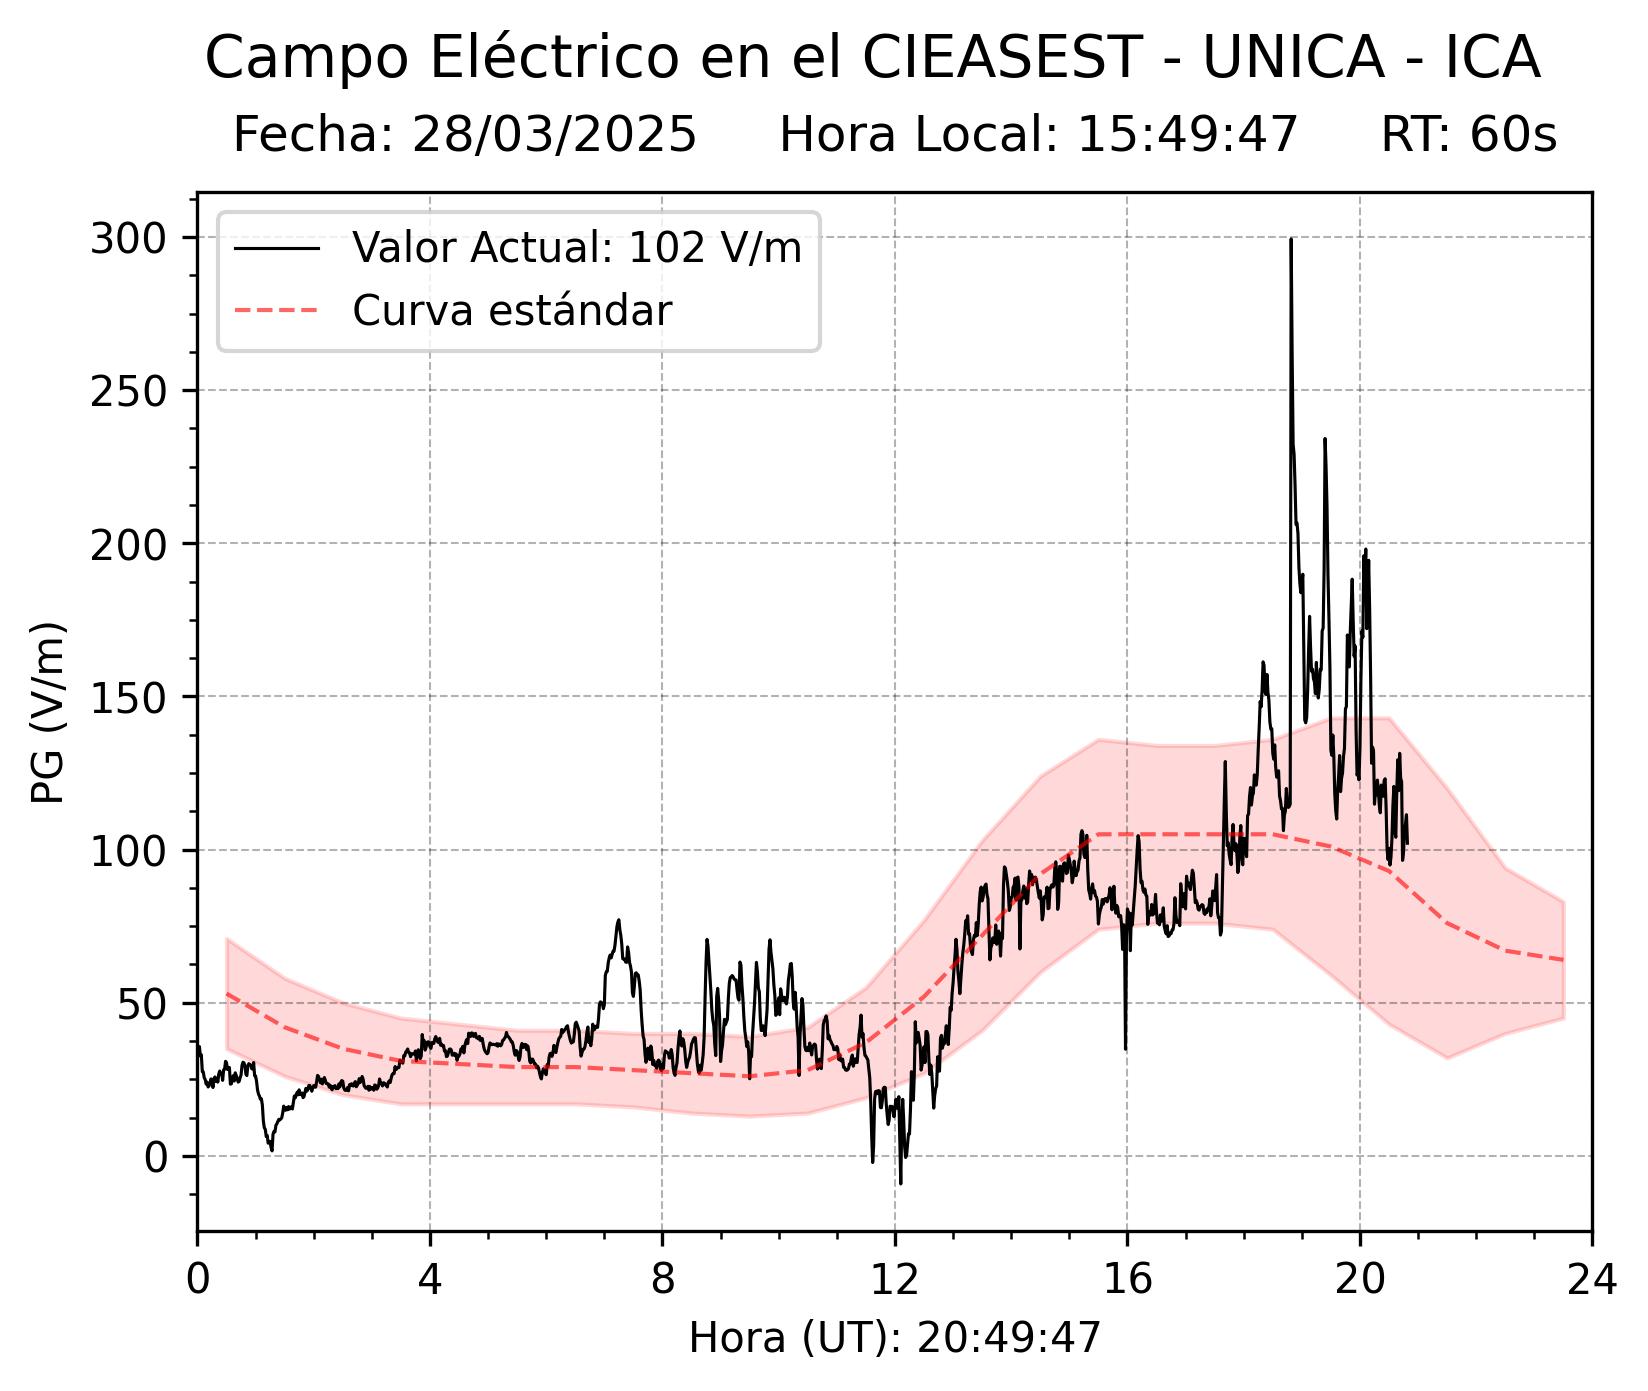 Campo Eléctrico en el CIEASEST - UNICA - ICA
Fecha: 28/03/2025 Hora Local: 15:49:47 RT: 60s
Valor Actual: 102 V/m
Curva estándar
300
250
200
150
100
50
0
PG (V/m)
0 4 8 12 16 20 24
Hora (UT): 20:49:47